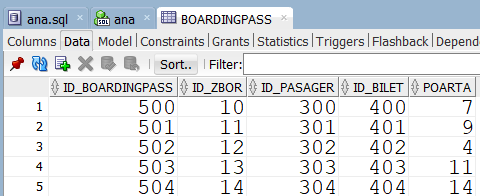 ana.sql ana BOARDINGPASS
Columns Data Model Constraints Grants Statistics Triggers Flashback Depend
Sort.. Filter:
ID_BOARDINGPASS ID_ZBOR ID_PASAGER ID_BILET POARTA
1 500 10 300 400 7
2 501 11 301 401 9
3 502 12 302 402 4
4 503 13 303 403 11
5 504 14 304 404 14